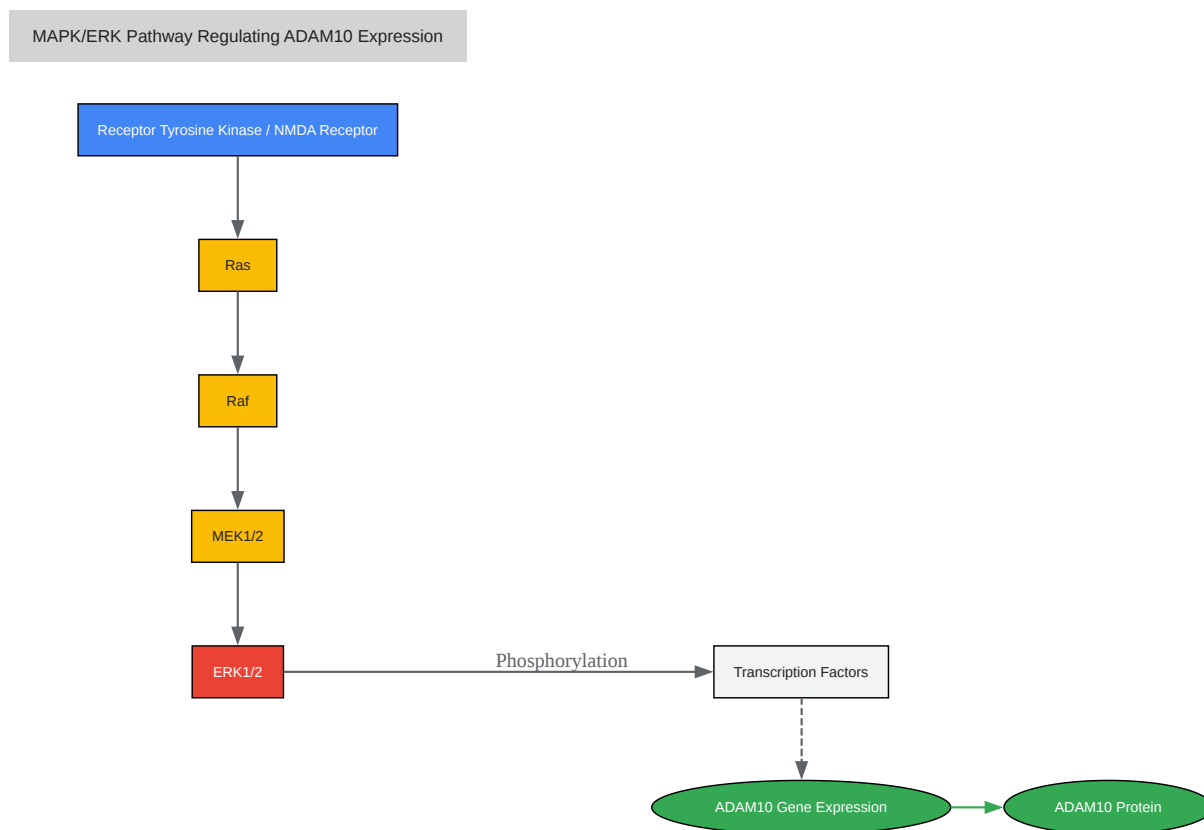 MAPK/ERK Pathway Regulating ADAM10 Expression
Receptor Tyrosine Kinase / NMDA Receptor
Ras
Raf
MEK1/2
ERK1/2
Phosphorylation
Transcription Factors
ADAM10 Gene Expression
ADAM10 Protein